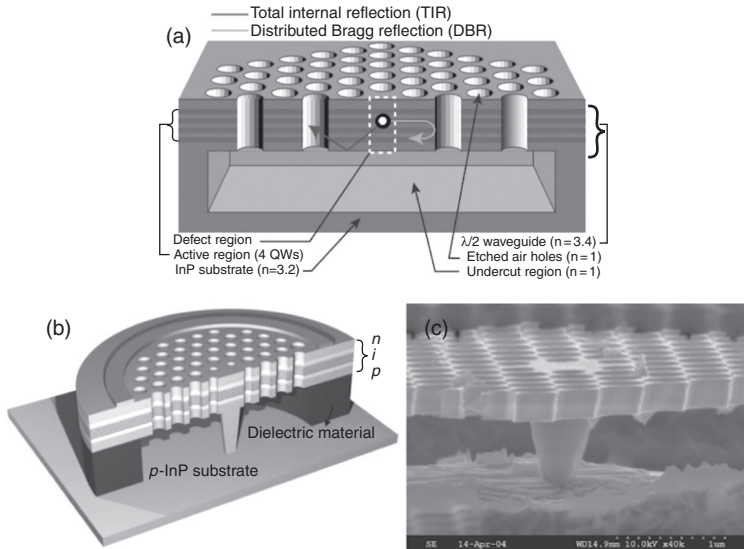 Total internal reflection (TIR)
Distributed Bragg reflection (DBR)
(a)
Defect region
Active region (4 QWs)
InP substrate (n=3.2)
λ/2 waveguide (n = 3.4)
Etched air holes (n = 1)
Undercut region (n = 1)
(b)
n
i
p
Dielectric material
p-InP substrate
(c)
SE 14-Apr-04 WD14.9mm 10.0kV x40k 1um